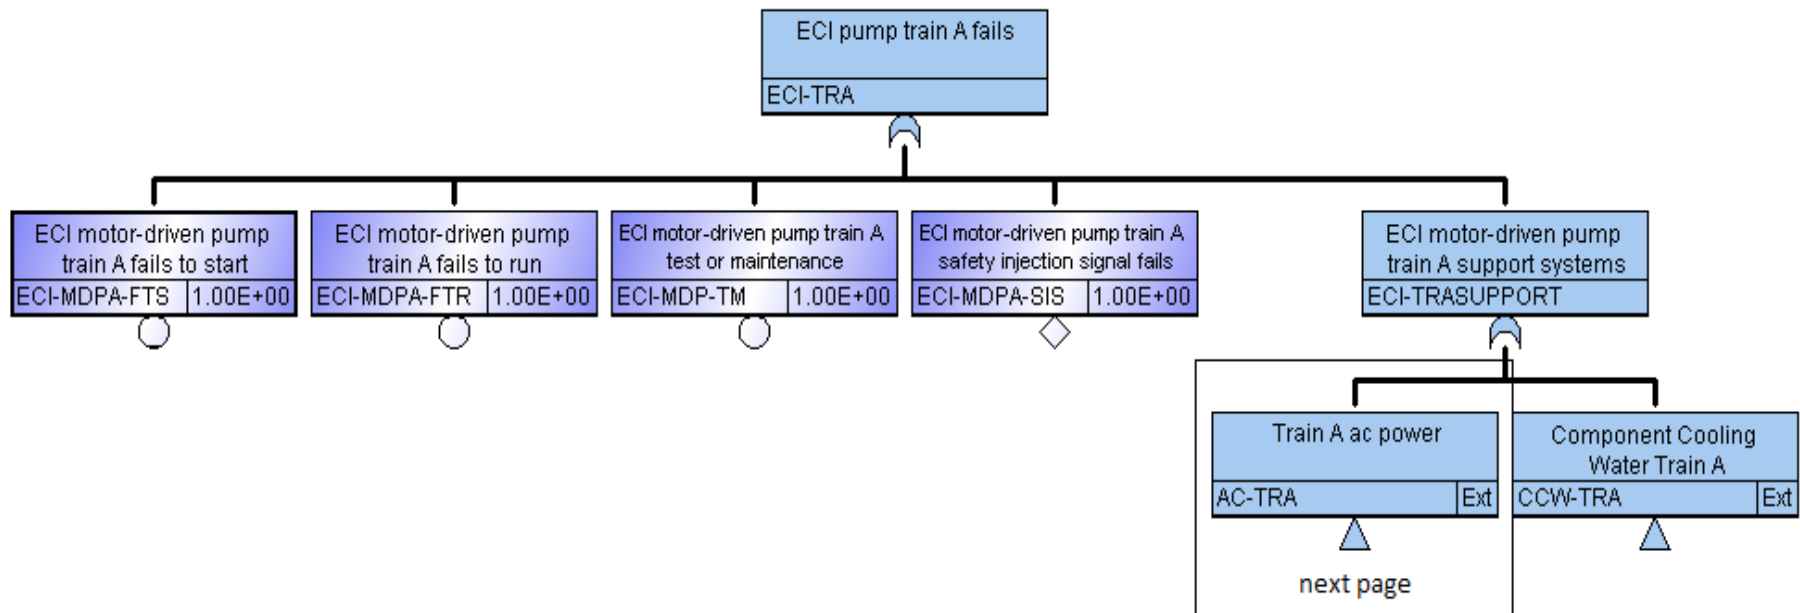 ECI pump train A fails
ECI-TRA
ECI motor-driven pump
train A fails to start
ECI-MDPA-FTS 1.00E+00
ECI motor-driven pump
train A fails to run
ECI-MDPA-FTR 1.00E+00
ECI motor-driven pump train A
test or maintenance
ECI-MDP-TM 1.00E+00
ECI motor-driven pump train A
safety injection signal fails
ECI-MDPA-SIS 1.00E+00
ECI motor-driven pump
train A support systems
ECI-TRASUPPORT
Train A ac power
AC-TRA Ext
next page
Component Cooling
Water Train A
CCW-TRA Ext